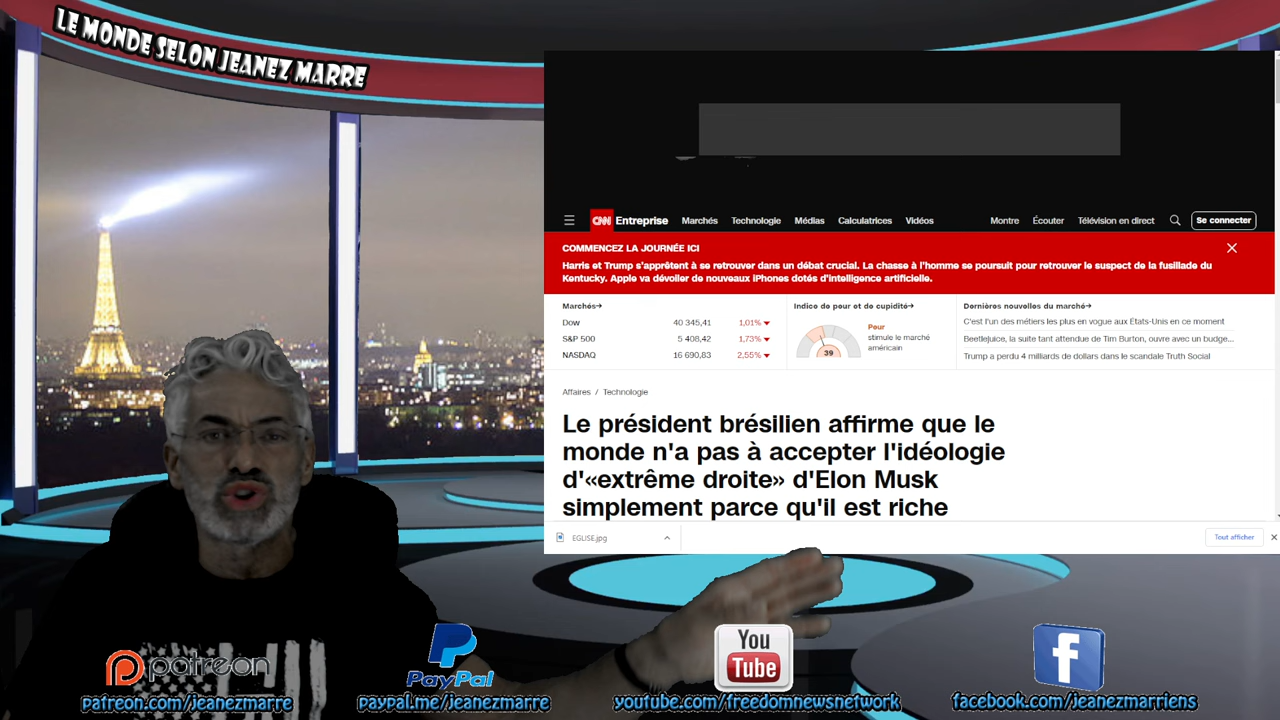 LE MONDE SELON JEANEZ MARRE
CNN Entreprise Marchés Technologie Médias Calculatrices Vidéos Montre Écouter Télévision en direct Se connecter
COMMENCEZ LA JOURNÉE ICI
Harris et Trump s'apprêtent à se retrouver dans un débat crucial. La chasse à l'homme se poursuit pour retrouver le suspect de la fusillade du
Kentucky. Apple va dévoiler de nouveaux iPhones dotés d'intelligence artificielle.
Marchés→
Dow 40 345,41 1,01%
S&P 500 5 408,42 1,73%
NASDAQ 16 690,83 2,55%
Indice de peur et de cupidité→
39
Peur
stimule le marché
américain
Dernières nouvelles du marché→
C'est l'un des métiers les plus en vogue aux États-Unis en ce moment
Beetlejuice, la suite tant attendue de Tim Burton, ouvre avec un budge...
Trump a perdu 4 milliards de dollars dans le scandale Truth Social
Affaires / Technologie
Le président brésilien affirme que le
monde n'a pas à accepter l'idéologie
d'«extrême droite» d'Elon Musk
simplement parce qu'il est riche
EGLISE.jpg
Tout afficher
patreon
PayPal
You
Tube
f
patreon.com/jeanezmarre
paypal.me/jeanezmarre
youtube.com/freedomnewsnetwork
facebook.com/jeanezmarriens